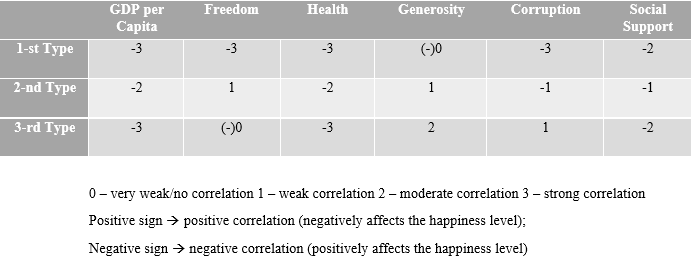 GDP per Capita Freedom Health Generosity Corruption Social Support
1-st Type -3 -3 -3 (-)0 -3 -2
2-nd Type -2 1 -2 1 -1 -1
3-rd Type -3 (-)0 -3 2 1 -2
0 – very weak/no correlation 1 – weak correlation 2 – moderate correlation 3 – strong correlation
Positive sign → positive correlation (negatively affects the happiness level);
Negative sign → negative correlation (positively affects the happiness level)